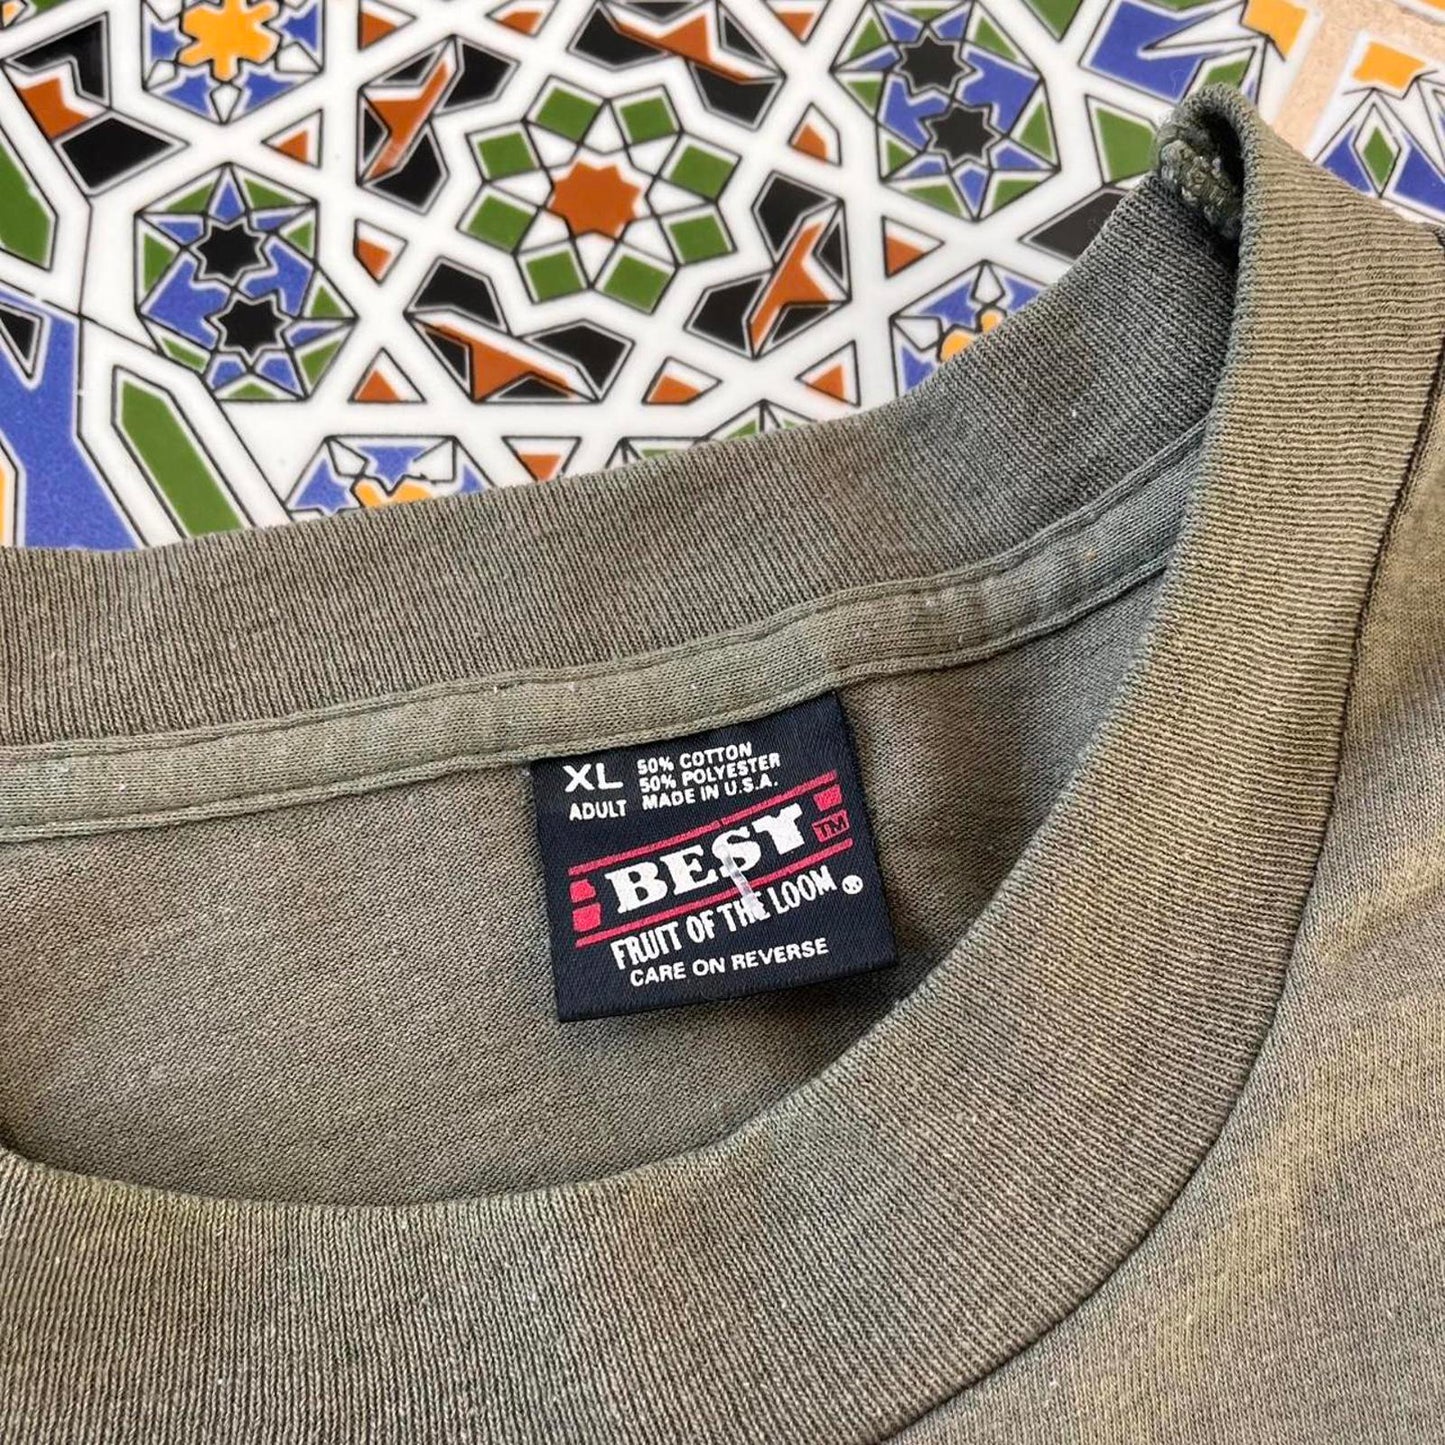 XL
ADULT
50% COTTON
50% POLYESTER
MADE IN U.S.A.
BEST TM
FRUIT OF THE LOOM ®
CARE ON REVERSE